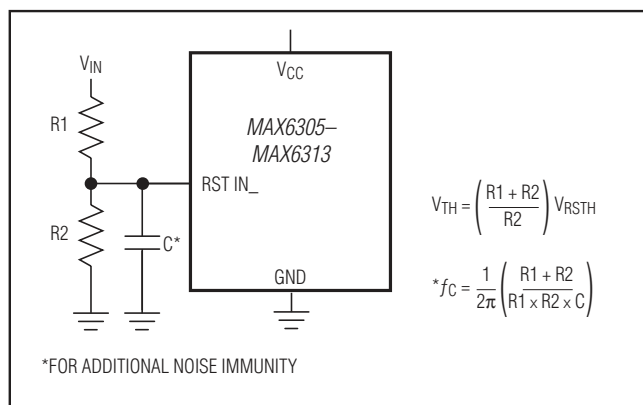 VIN
R1
R2
C*
VCC
MAX6305–
MAX6313
RST IN_
GND
VTH = ( R1 + R2 / R2 ) VRSTH
*fC = 1 / 2π ( R1 + R2 / R1 x R2 x C )
*FOR ADDITIONAL NOISE IMMUNITY